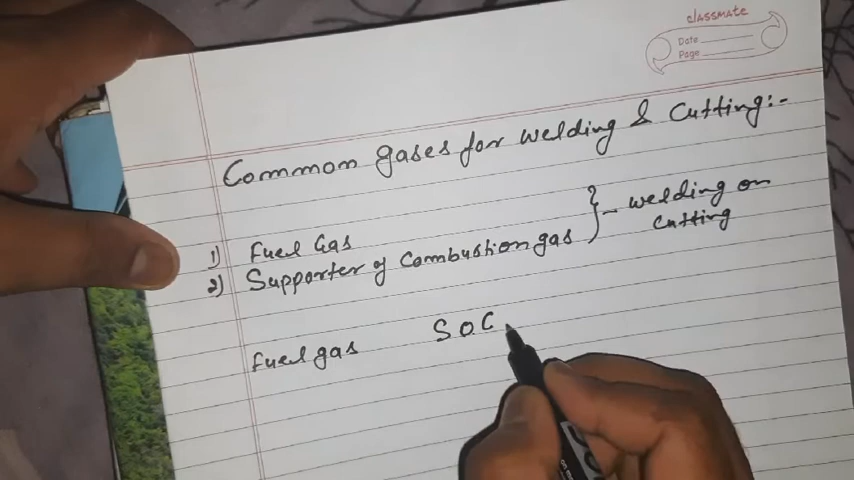 classmate
Date
Page
Common gases for welding & Cutting:-
1) Fuel Gas
2) Supporter of Combustion gas } - welding or
Cutting
Fuel gas SOC